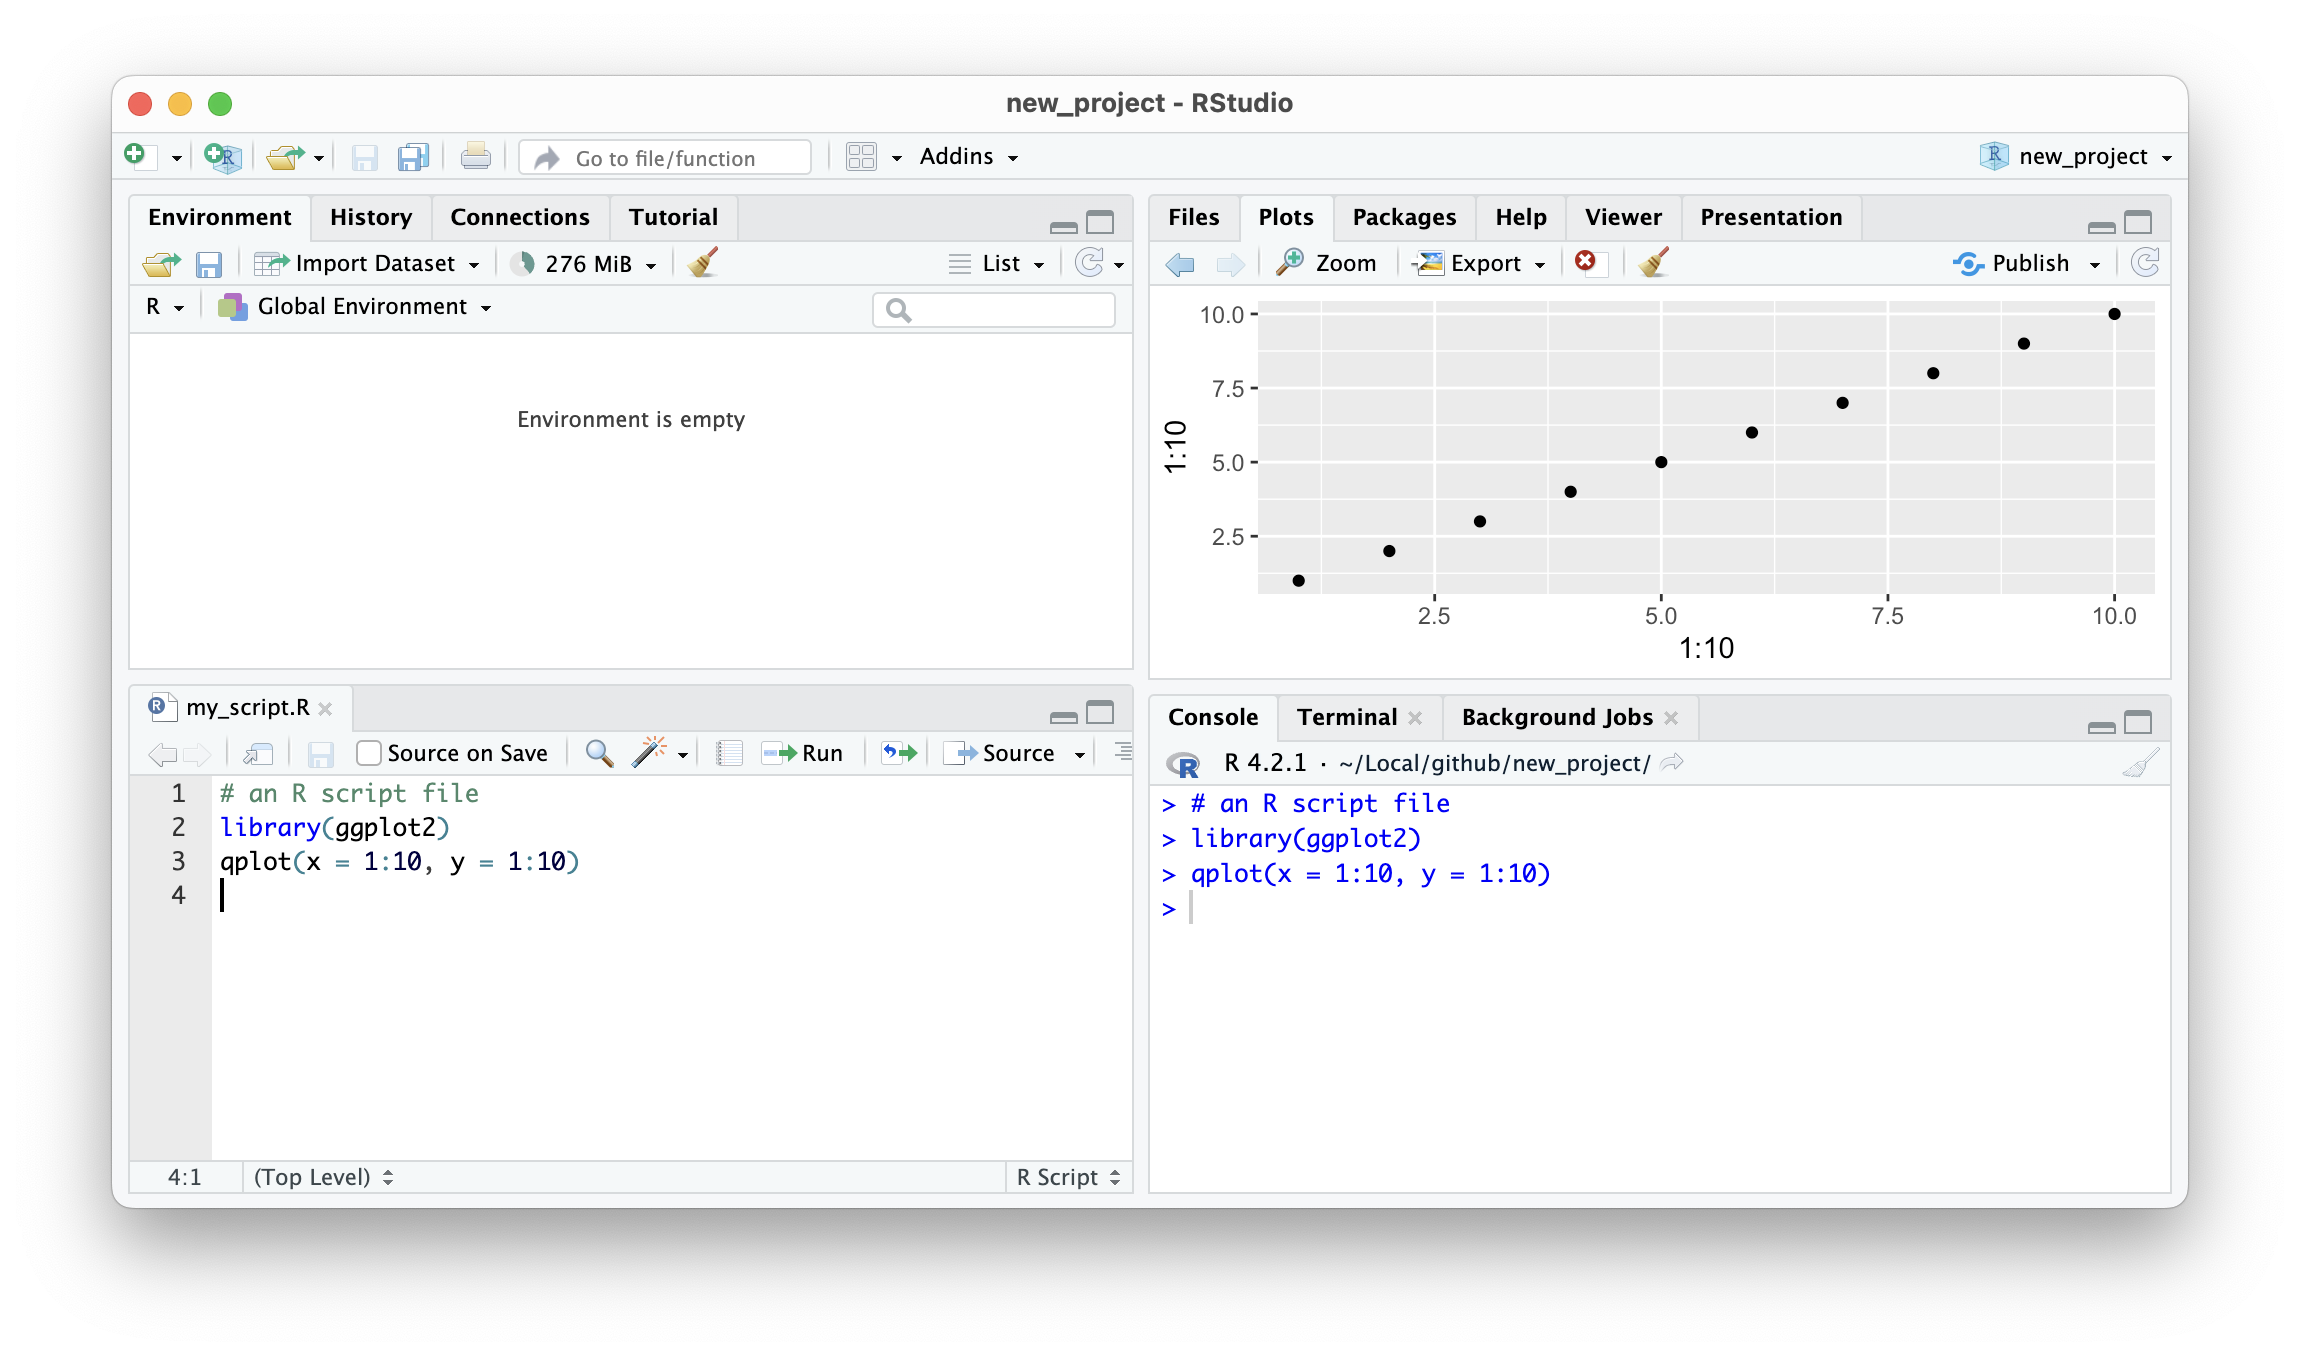 new_project - RStudio
Go to file/function
Addins
R new_project
Environment History Connections Tutorial
Import Dataset 276 MiB List
R Global Environment
Environment is empty
Files Plots Packages Help Viewer Presentation
Zoom Export Publish
10.0
7.5
5.0
2.5
1:10
2.5 5.0 7.5 10.0
1:10
R my_script.R
Source on Save Run Source
1 # an R script file
2 library(ggplot2)
3 qplot(x = 1:10, y = 1:10)
4
4:1 (Top Level) R Script
Console Terminal Background Jobs
R R 4.2.1 · ~/Local/github/new_project/
> # an R script file
> library(ggplot2)
> qplot(x = 1:10, y = 1:10)
>